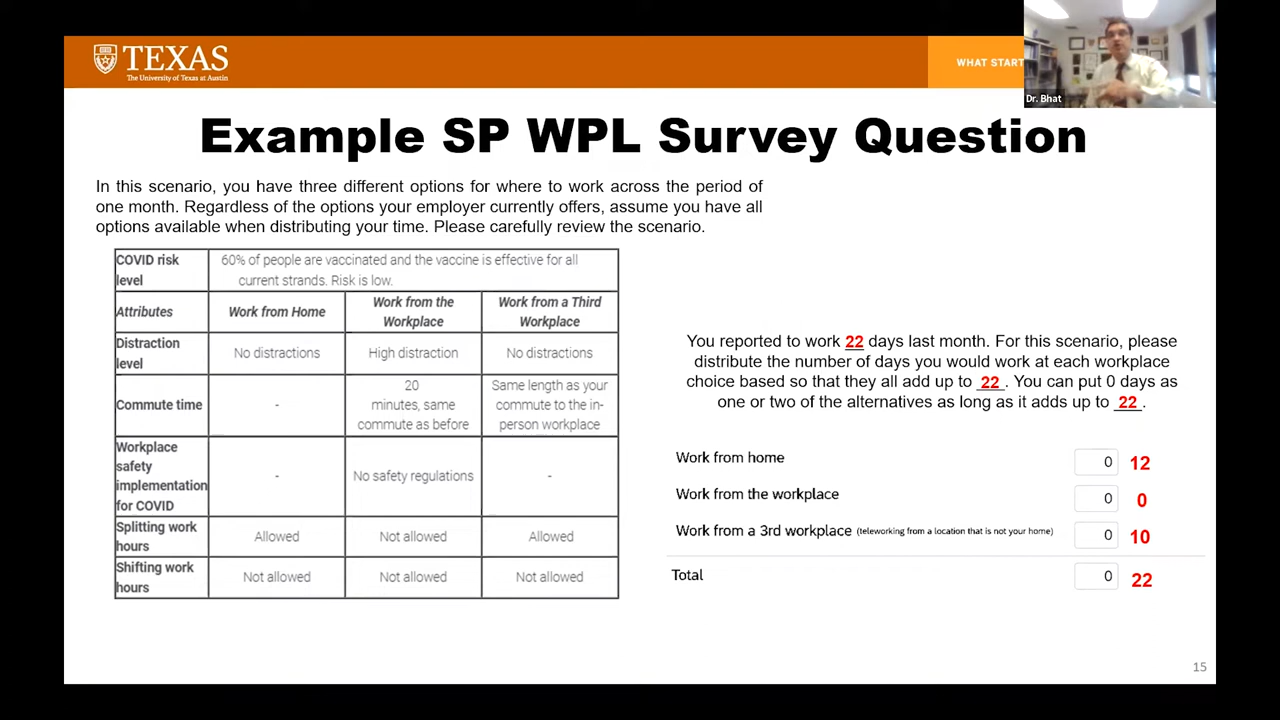 TEXAS
The University of Texas at Austin
WHAT START
Dr. Bhat
Example SP WPL Survey Question
In this scenario, you have three different options for where to work across the period of
one month. Regardless of the options your employer currently offers, assume you have all
options available when distributing your time. Please carefully review the scenario.
COVID risk level
60% of people are vaccinated and the vaccine is effective for all
current strands. Risk is low.
Attributes
Work from Home
Work from the Workplace
Work from a Third Workplace
Distraction level
No distractions
High distraction
No distractions
Commute time
-
20
minutes, same
commute as before
Same length as your
commute to the in-
person workplace
Workplace
safety
implementation
for COVID
-
No safety regulations
-
Splitting work
hours
Allowed
Not allowed
Allowed
Shifting work
hours
Not allowed
Not allowed
Not allowed
You reported to work 22 days last month. For this scenario, please
distribute the number of days you would work at each workplace
choice based so that they all add up to 22 . You can put 0 days as
one or two of the alternatives as long as it adds up to 22 .
Work from home 0 12
Work from the workplace 0 0
Work from a 3rd workplace (teleworking from a location that is not your home) 0 10
Total 0 22
15